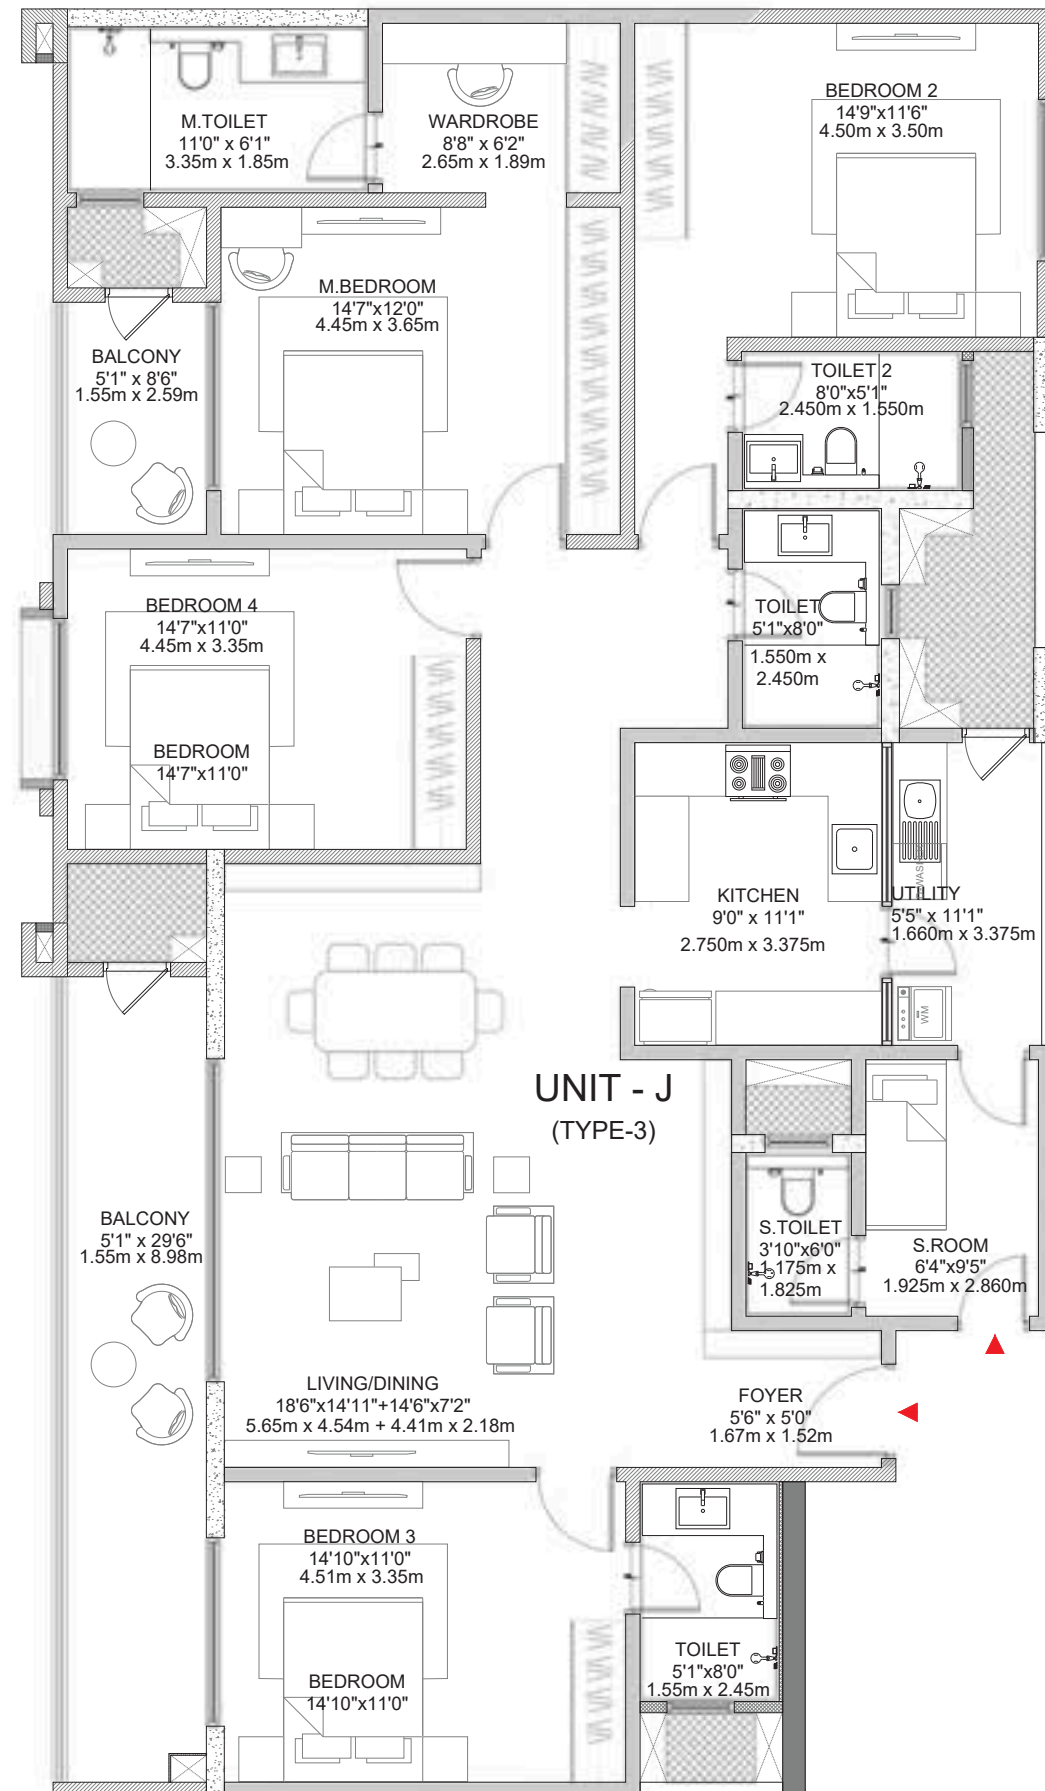 M.TOILET
11'0" x 6'1"
3.35m x 1.85m
WARDROBE
8'8" x 6'2"
2.65m x 1.89m
BEDROOM 2
14'9"x11'6"
4.50m x 3.50m
M.BEDROOM
14'7"x12'0"
4.45m x 3.65m
BALCONY
5'1" x 8'6"
1.55m x 2.59m
TOILET 2
8'0"x5'1"
2.450m x 1.550m
BEDROOM 4
14'7"x11'0"
4.45m x 3.35m
TOILET
5'1"x8'0"
1.550m x
2.450m
BEDROOM
14'7"x11'0"
KITCHEN
9'0" x 11'1"
2.750m x 3.375m
UTILITY
5'5" x 11'1"
1.660m x 3.375m
WM
UNIT - J
(TYPE-3)
BALCONY
5'1" x 29'6"
1.55m x 8.98m
S.TOILET
3'10"x6'0"
1.175m x
1.825m
S.ROOM
6'4"x9'5"
1.925m x 2.860m
LIVING/DINING
18'6"x14'11"+14'6"x7'2"
5.65m x 4.54m + 4.41m x 2.18m
FOYER
5'6" x 5'0"
1.67m x 1.52m
BEDROOM 3
14'10"x11'0"
4.51m x 3.35m
TOILET
5'1"x8'0"
1.55m x 2.45m
BEDROOM
14'10"x11'0"